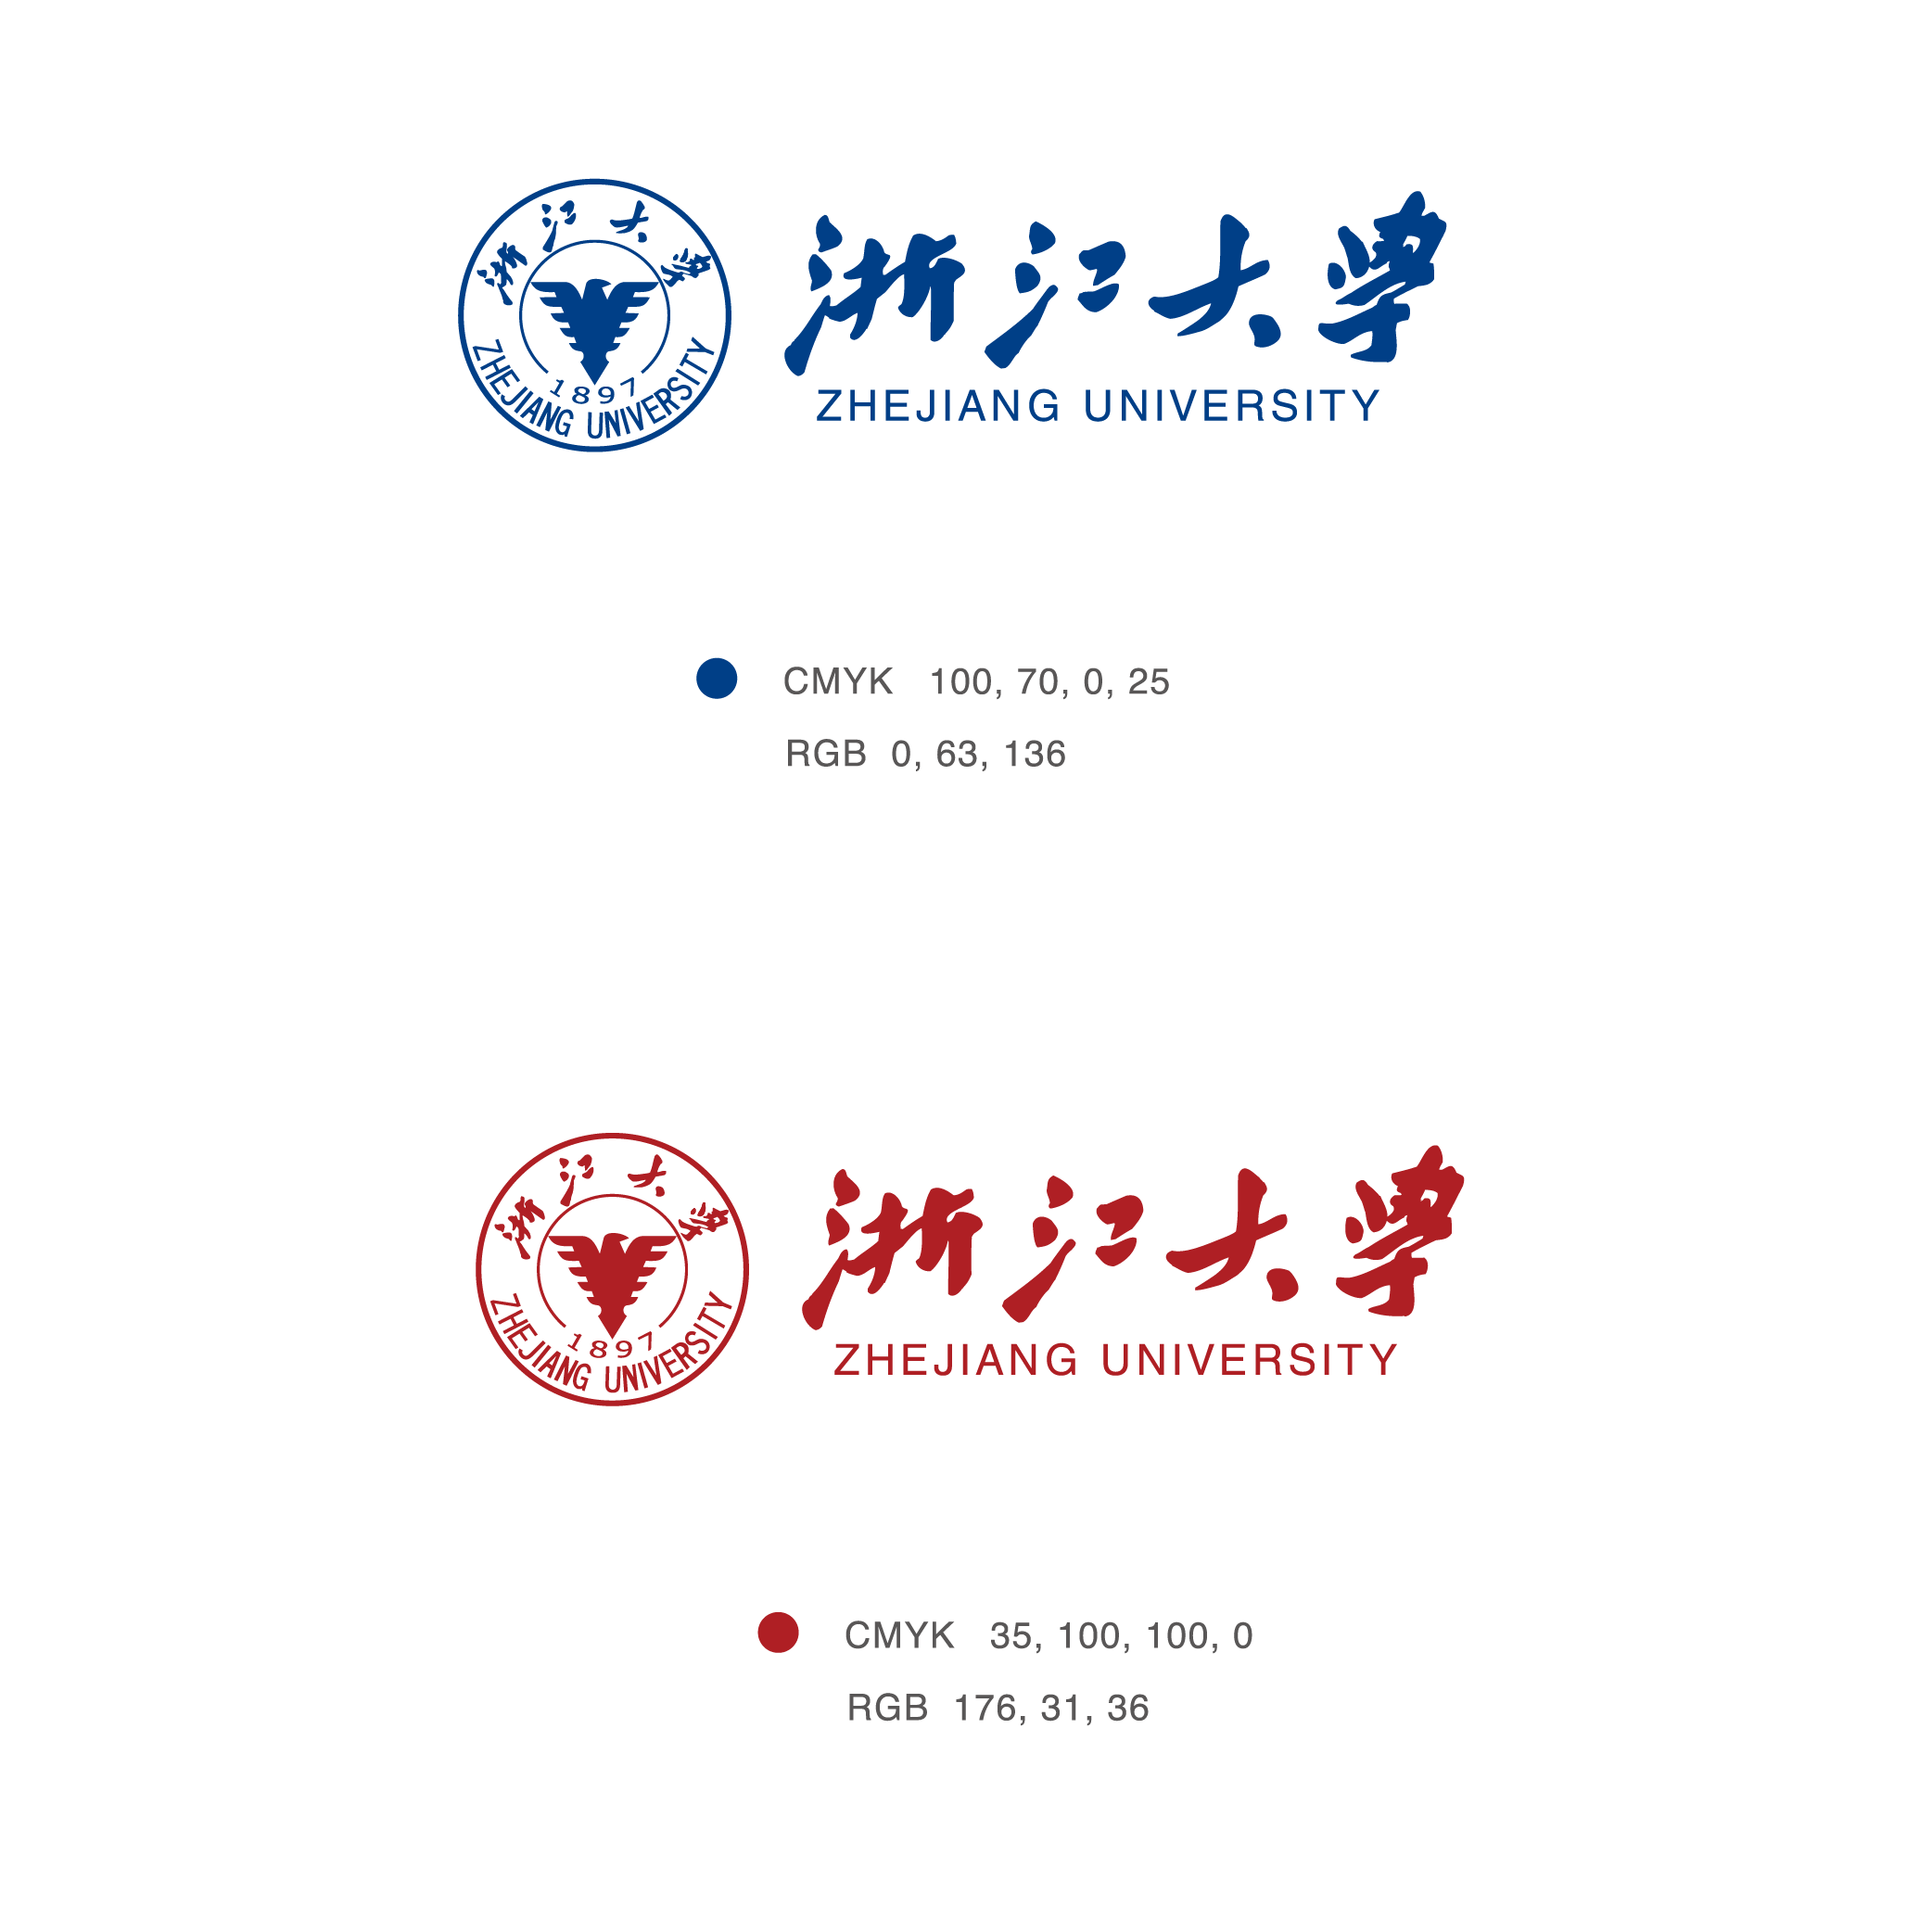 浙江大學
ZHEJIANG UNIVERSITY
1897
浙江大學
ZHEJIANG UNIVERSITY
CMYK 100, 70, 0, 25
RGB 0, 63, 136
浙江大學
ZHEJIANG UNIVERSITY
1897
浙江大學
ZHEJIANG UNIVERSITY
CMYK 35, 100, 100, 0
RGB 176, 31, 36